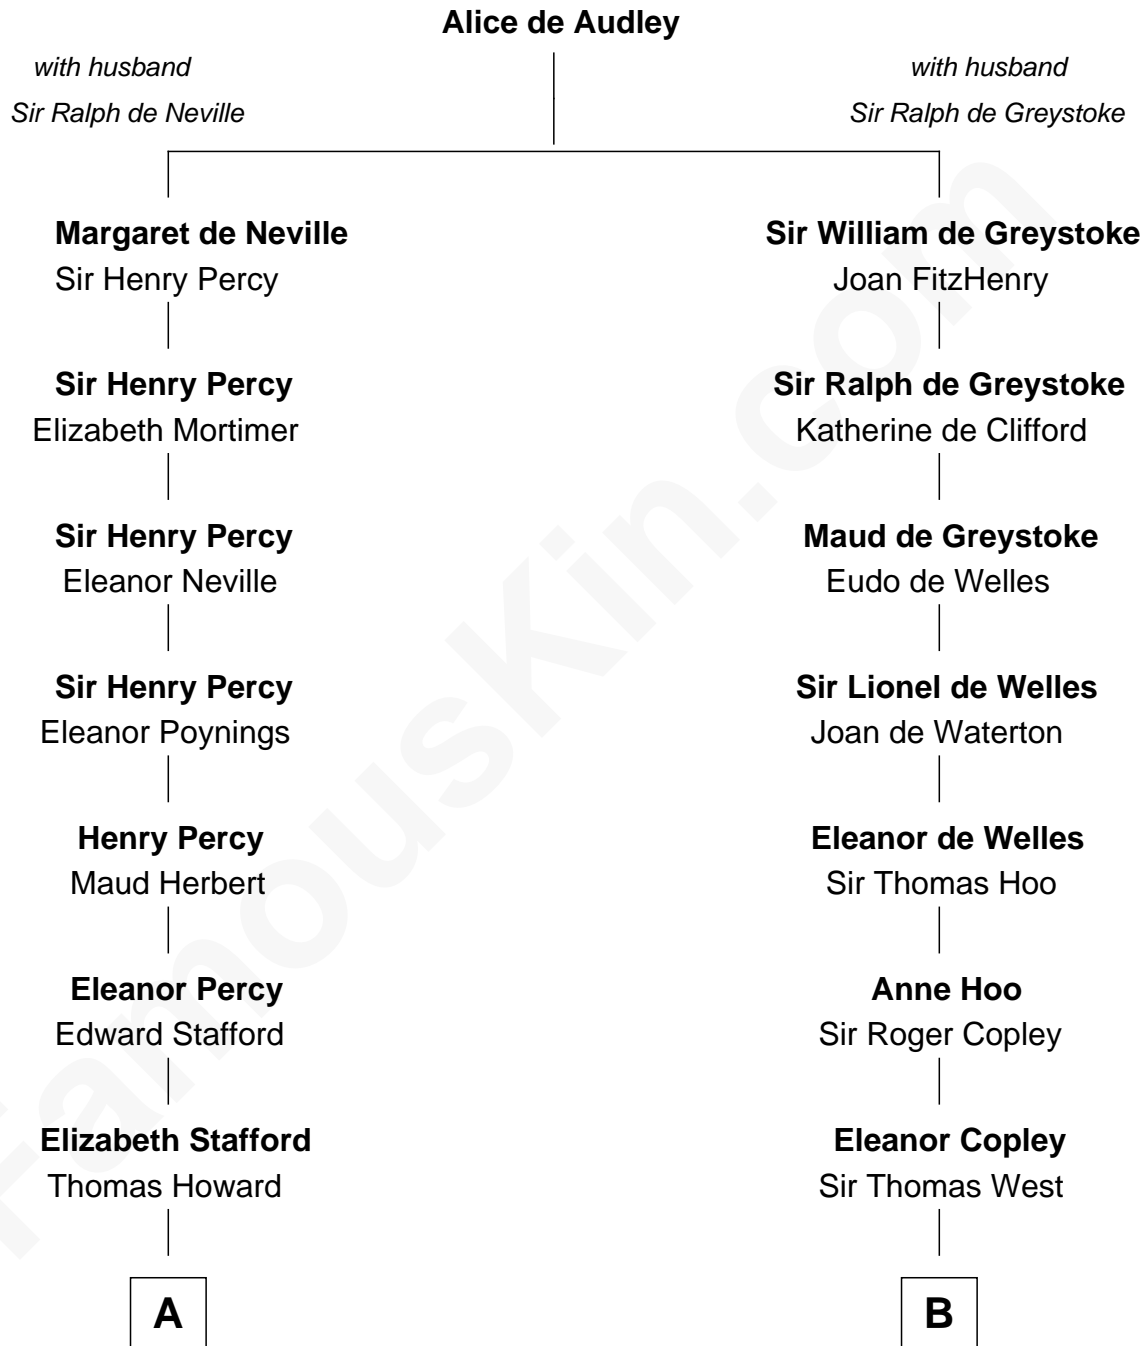 Alice de Audley
with husband
Sir Ralph de Neville
with husband
Sir Ralph de Greystoke
Margaret de Neville
Sir Henry Percy
Sir William de Greystoke
Joan FitzHenry
Sir Henry Percy
Elizabeth Mortimer
Sir Ralph de Greystoke
Katherine de Clifford
Sir Henry Percy
Eleanor Neville
Maud de Greystoke
Eudo de Welles
Sir Henry Percy
Eleanor Poynings
Sir Lionel de Welles
Joan de Waterton
Henry Percy
Maud Herbert
Eleanor de Welles
Sir Thomas Hoo
Eleanor Percy
Edward Stafford
Anne Hoo
Sir Roger Copley
Elizabeth Stafford
Thomas Howard
Eleanor Copley
Sir Thomas West
A
B
FamousKin.com